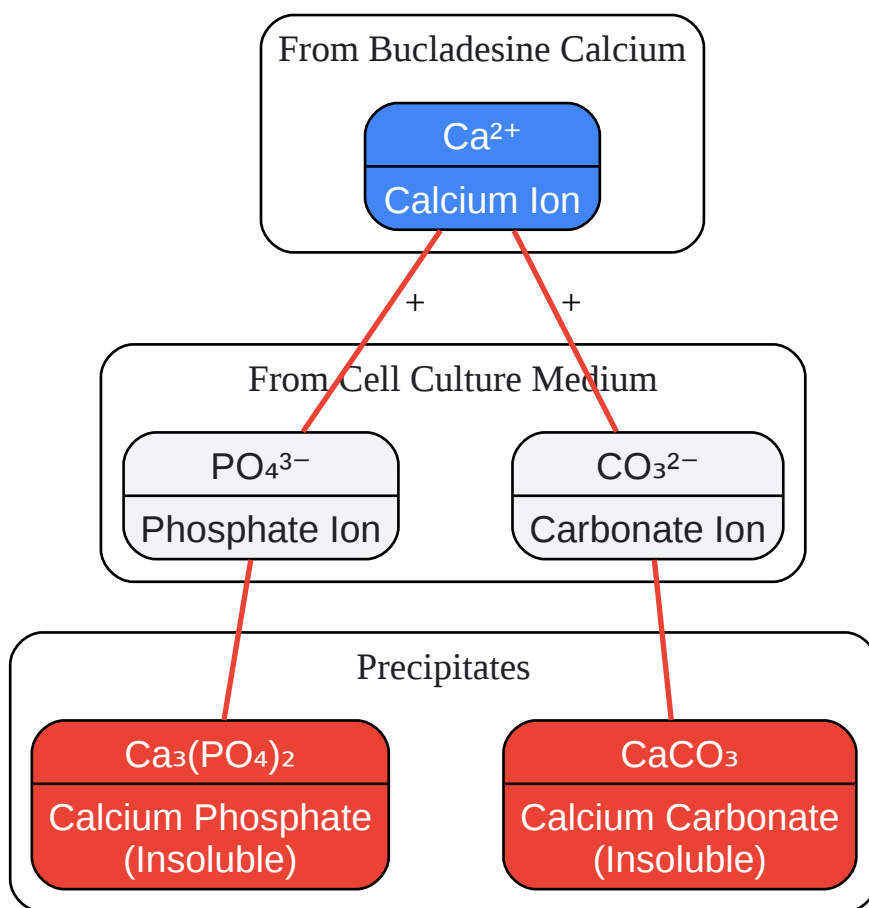 From Bucladesine Calcium
Ca²⁺
Calcium Ion
+ +
From Cell Culture Medium
PO₄³⁻
Phosphate Ion
CO₃²⁻
Carbonate Ion
Precipitates
Ca₃(PO₄)₂
Calcium Phosphate
(Insoluble)
CaCO₃
Calcium Carbonate
(Insoluble)